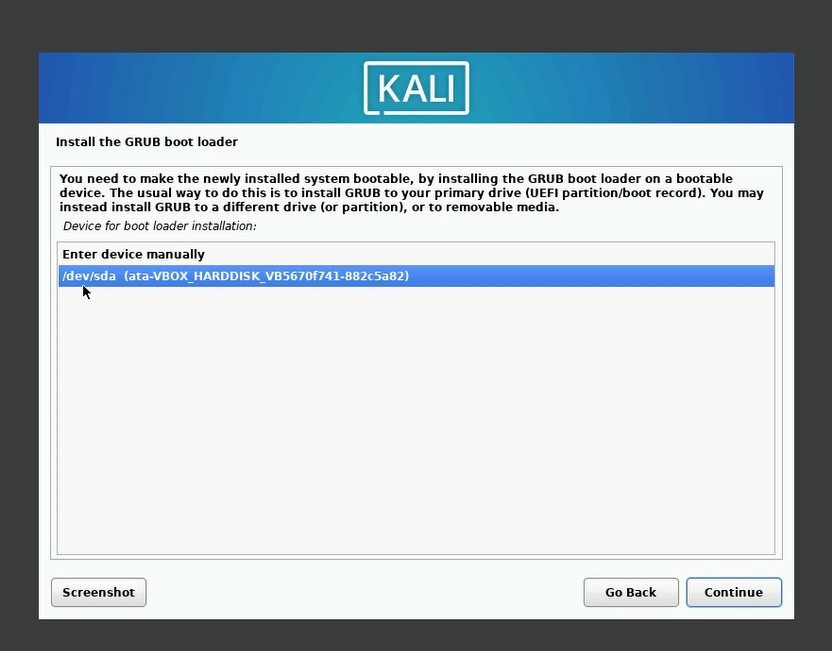 KALI
Install the GRUB boot loader
You need to make the newly installed system bootable, by installing the GRUB boot loader on a bootable
device. The usual way to do this is to install GRUB to your primary drive (UEFI partition/boot record). You may
instead install GRUB to a different drive (or partition), or to removable media.
Device for boot loader installation:
Enter device manually
/dev/sda (ata-VBOX_HARDDISK_VB5670f741-882c5a82)
Screenshot
Go Back
Continue